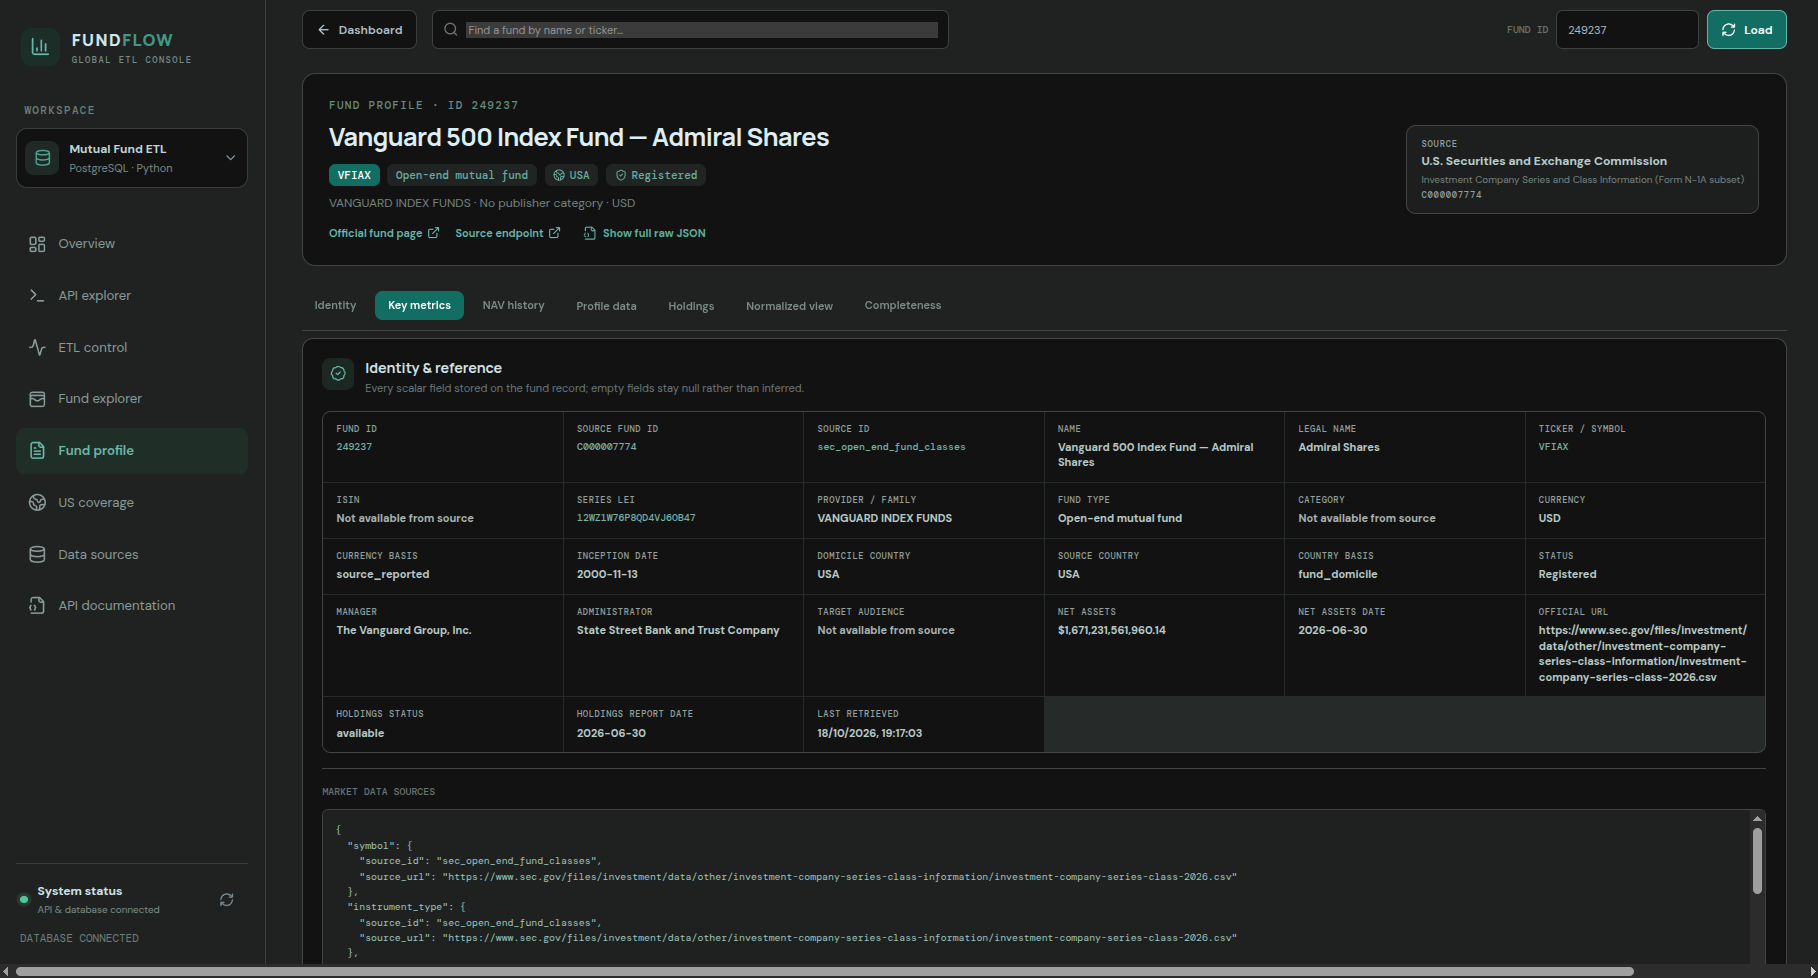 FUNDFLOW
GLOBAL ETL CONSOLE
WORKSPACE
Mutual Fund ETL
PostgreSQL · Python
Overview
API explorer
ETL control
Fund explorer
Fund profile
US coverage
Data sources
API documentation
System status
API & database connected
DATABASE CONNECTED
Dashboard
Find a fund by name or ticker...
FUND ID
249237
Load
FUND PROFILE · ID 249237
Vanguard 500 Index Fund — Admiral Shares
VFIAX
Open-end mutual fund
USA
Registered
VANGUARD INDEX FUNDS · No publisher category · USD
Official fund page
Source endpoint
Show full raw JSON
SOURCE
U.S. Securities and Exchange Commission
Investment Company Series and Class Information (Form N-1A subset)
C000007774
Identity
Key metrics
NAV history
Profile data
Holdings
Normalized view
Completeness
Identity & reference
Every scalar field stored on the fund record; empty fields stay null rather than inferred.
FUND ID
249237
SOURCE FUND ID
C000007774
SOURCE ID
sec_open_end_fund_classes
NAME
Vanguard 500 Index Fund — Admiral
Shares
LEGAL NAME
Admiral Shares
TICKER / SYMBOL
VFIAX
ISIN
Not available from source
SERIES LEI
12WZ1W76P8QD4VJ6OB47
PROVIDER / FAMILY
VANGUARD INDEX FUNDS
FUND TYPE
Open-end mutual fund
CATEGORY
Not available from source
CURRENCY
USD
CURRENCY BASIS
source_reported
INCEPTION DATE
2000-11-13
DOMICILE COUNTRY
USA
SOURCE COUNTRY
USA
COUNTRY BASIS
fund_domicile
STATUS
Registered
MANAGER
The Vanguard Group, Inc.
ADMINISTRATOR
State Street Bank and Trust Company
TARGET AUDIENCE
Not available from source
NET ASSETS
$1,671,231,561,960.14
NET ASSETS DATE
2026-06-30
OFFICIAL URL
https://www.sec.gov/files/investment/
data/other/investment-company-
series-class-information/investment-
company-series-class-2026.csv
HOLDINGS STATUS
available
HOLDINGS REPORT DATE
2026-06-30
LAST RETRIEVED
18/10/2026, 19:17:03
MARKET DATA SOURCES
{
"symbol": {
"source_id": "sec_open_end_fund_classes",
"source_url": "https://www.sec.gov/files/investment/data/other/investment-company-series-class-information/investment-company-series-class-2026.csv"
},
"instrument_type": {
"source_id": "sec_open_end_fund_classes",
"source_url": "https://www.sec.gov/files/investment/data/other/investment-company-series-class-information/investment-company-series-class-2026.csv"
},